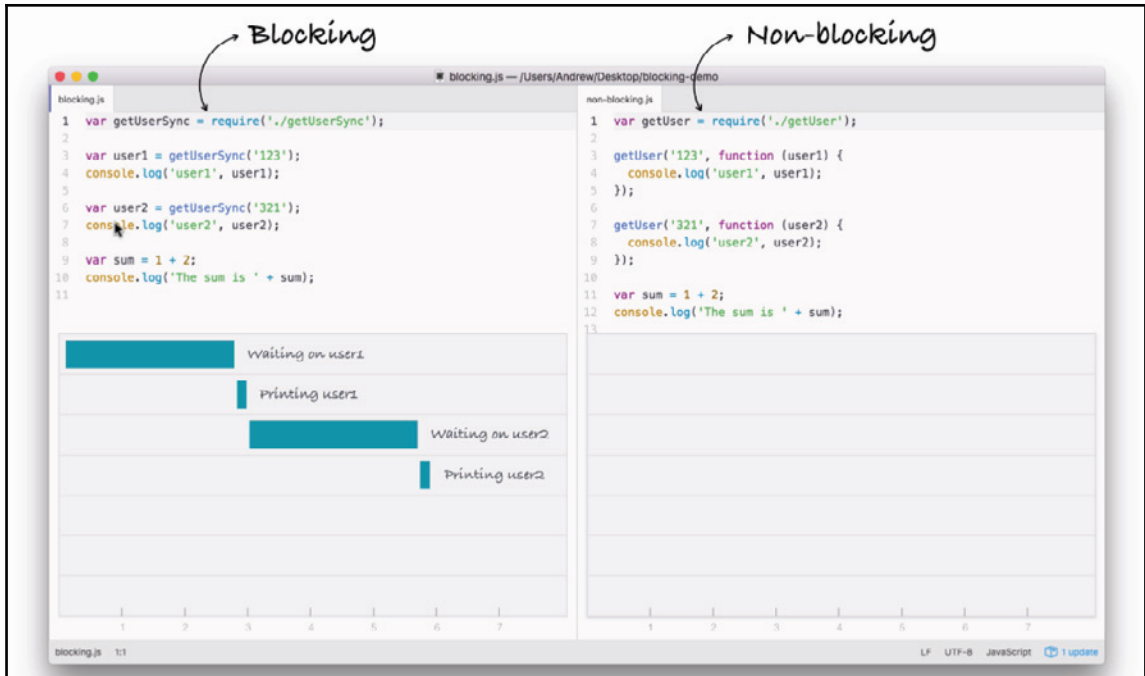 Blocking
Non-blocking
blocking.js — /Users/Andrew/Desktop/blocking-demo
blocking.js
1 var getUserSync = require('./getUserSync');
2
3 var user1 = getUserSync('123');
4 console.log('user1', user1);
5
6 var user2 = getUserSync('321');
7 console.log('user2', user2);
8
9 var sum = 1 + 2;
10 console.log('The sum is ' + sum);
11
Waiting on user1
Printing user1
Waiting on user2
Printing user2
1 2 3 4 5 6 7
non-blocking.js
1 var getUser = require('./getUser');
2
3 getUser('123', function (user1) {
4 console.log('user1', user1);
5 });
6
7 getUser('321', function (user2) {
8 console.log('user2', user2);
9 });
10
11 var sum = 1 + 2;
12 console.log('The sum is ' + sum);
13
1 2 3 4 5 6 7
blocking.js 1:1
LF UTF-8 JavaScript 1 update